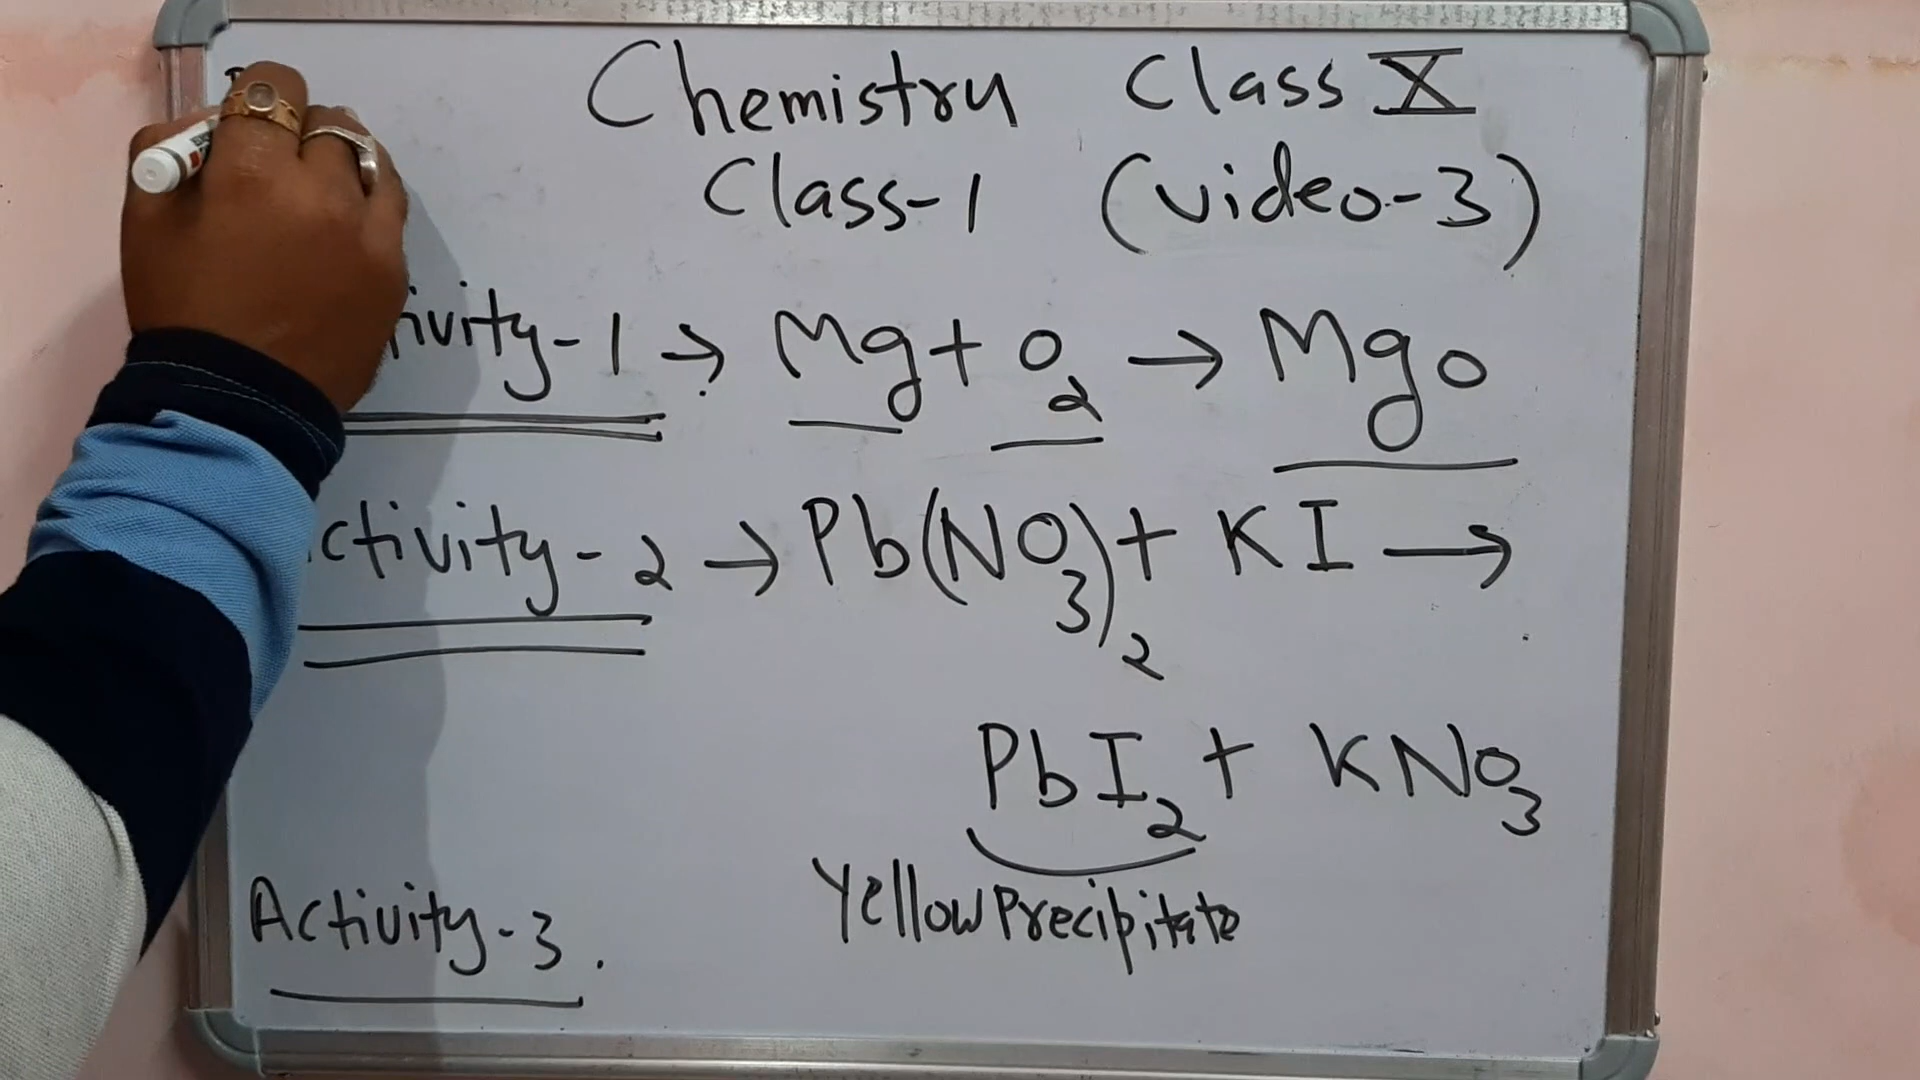 Chemistry Class X
Class-1 (video-3)
ivity-1 → Mg + O2 → MgO
ctivity-2 → Pb(NO3)2 + KI →
PbI2 + KNO3
Yellow Precipitate
Activity-3.